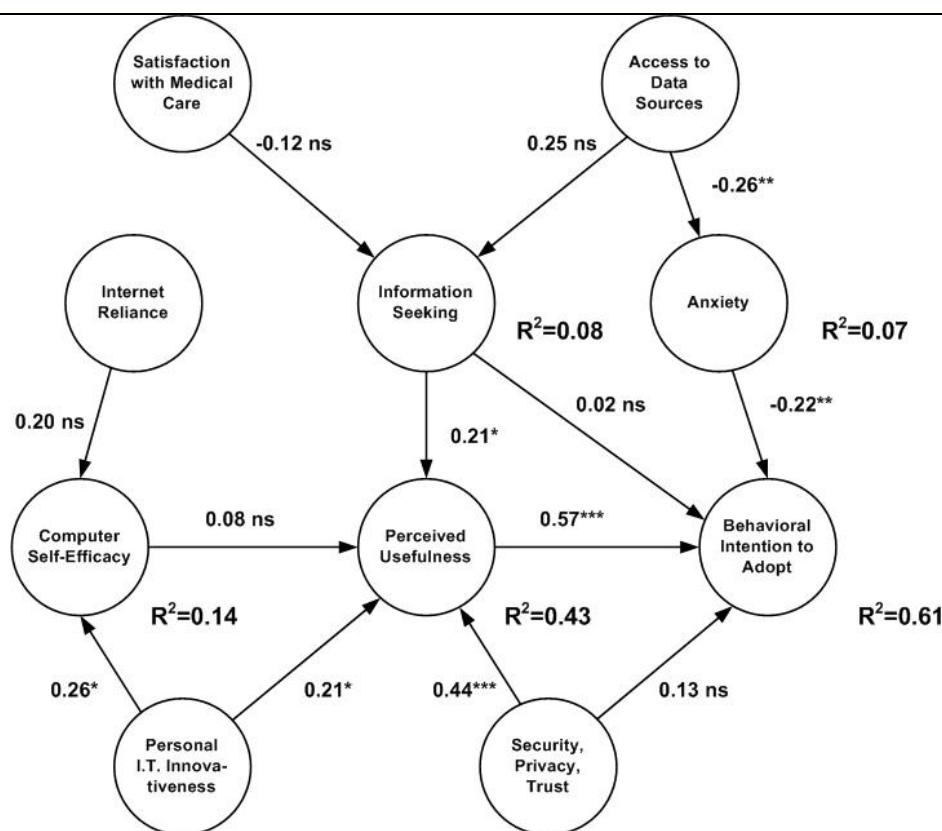 Satisfaction
with Medical
Care
Access to
Data
Sources
-0.12 ns
0.25 ns
-0.26**
Internet
Reliance
Information
Seeking
Anxiety
R²=0.08
R²=0.07
0.20 ns
0.21*
0.02 ns
-0.22**
Computer
Self-Efficacy
0.08 ns
Perceived
Usefulness
0.57***
Behavioral
Intention to
Adopt
R²=0.14
R²=0.43
R²=0.61
0.26*
0.21*
0.44***
0.13 ns
Personal
I.T. Innova-
tiveness
Security,
Privacy,
Trust